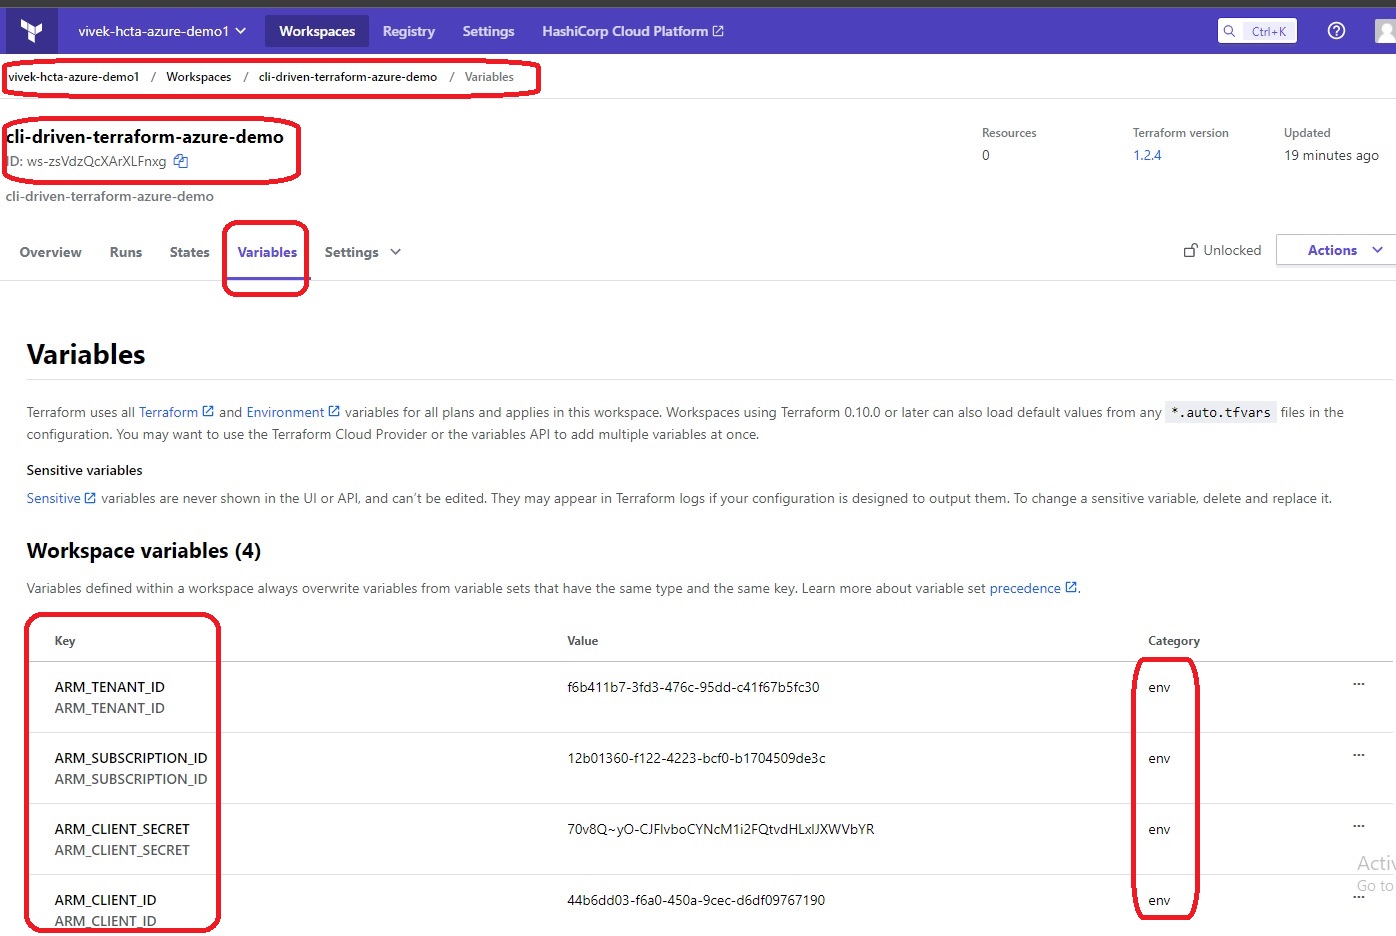 vivek-hcta-azure-demo1
Workspaces
Registry
Settings
HashiCorp Cloud Platform
Ctrl+K
vivek-hcta-azure-demo1 / Workspaces / cli-driven-terraform-azure-demo / Variables
cli-driven-terraform-azure-demo
ID: ws-zsVdzQcXArXLFnxg
cli-driven-terraform-azure-demo
Resources
0
Terraform version
1.2.4
Updated
19 minutes ago
Overview
Runs
States
Variables
Settings
Unlocked
Actions
Variables
Terraform uses all Terraform and Environment variables for all plans and applies in this workspace. Workspaces using Terraform 0.10.0 or later can also load default values from any *.auto.tfvars files in the
configuration. You may want to use the Terraform Cloud Provider or the variables API to add multiple variables at once.
Sensitive variables
Sensitive variables are never shown in the UI or API, and can't be edited. They may appear in Terraform logs if your configuration is designed to output them. To change a sensitive variable, delete and replace it.
Workspace variables (4)
Variables defined within a workspace always overwrite variables from variable sets that have the same type and the same key. Learn more about variable set precedence.
Key Value Category
ARM_TENANT_ID f6b411b7-3fd3-476c-95dd-c41f67b5fc30 env ...
ARM_TENANT_ID
ARM_SUBSCRIPTION_ID 12b01360-f122-4223-bcf0-b1704509de3c env ...
ARM_SUBSCRIPTION_ID
ARM_CLIENT_SECRET env ...
ARM_CLIENT_SECRET
ARM_CLIENT_ID 44b6dd03-f6a0-450a-9cec-d6df09767190 env ...
ARM_CLIENT_ID
Go to